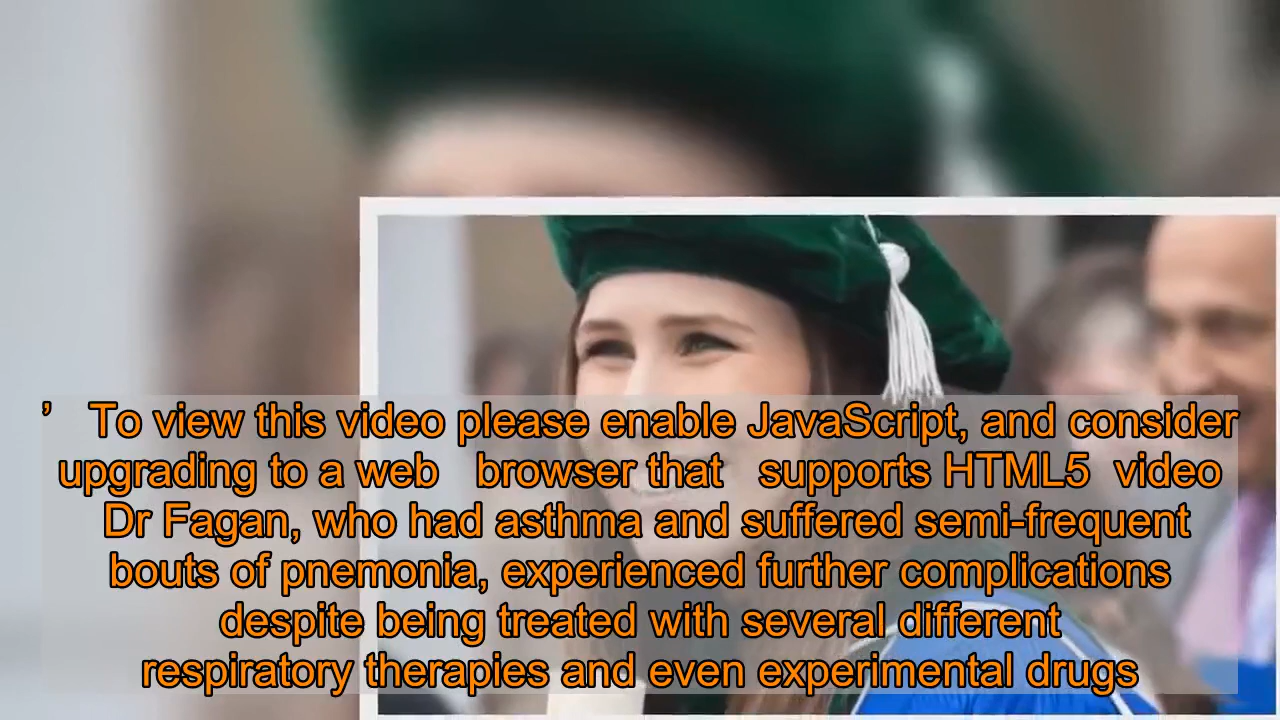 ’ To view this video please enable JavaScript, and consider
upgrading to a web browser that supports HTML5 video
Dr Fagan, who had asthma and suffered semi-frequent
bouts of pnemonia, experienced further complications
despite being treated with several different
respiratory therapies and even experimental drugs